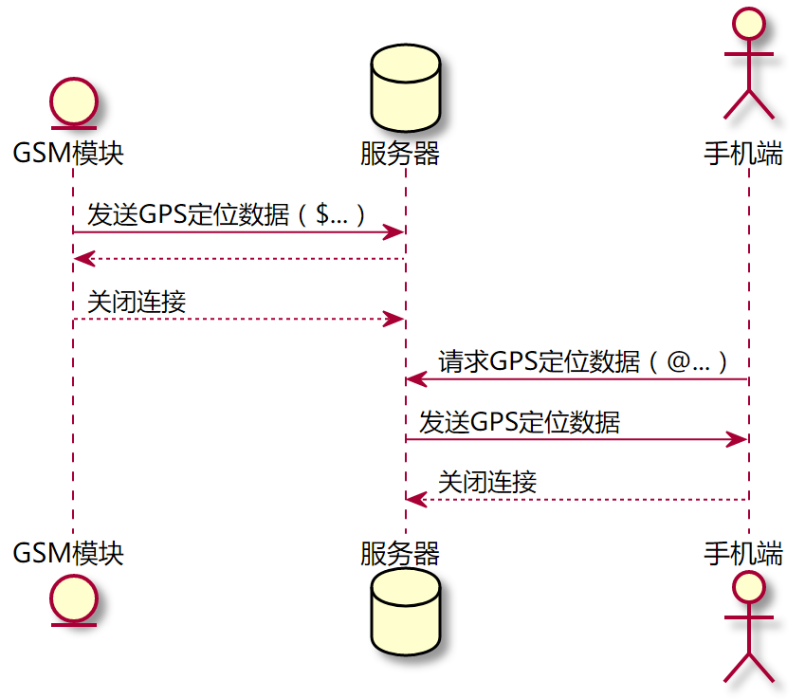 GSM模块
服务器
手机端
发送GPS定位数据（$...）
关闭连接
请求GPS定位数据（@...）
发送GPS定位数据
关闭连接
GSM模块
服务器
手机端